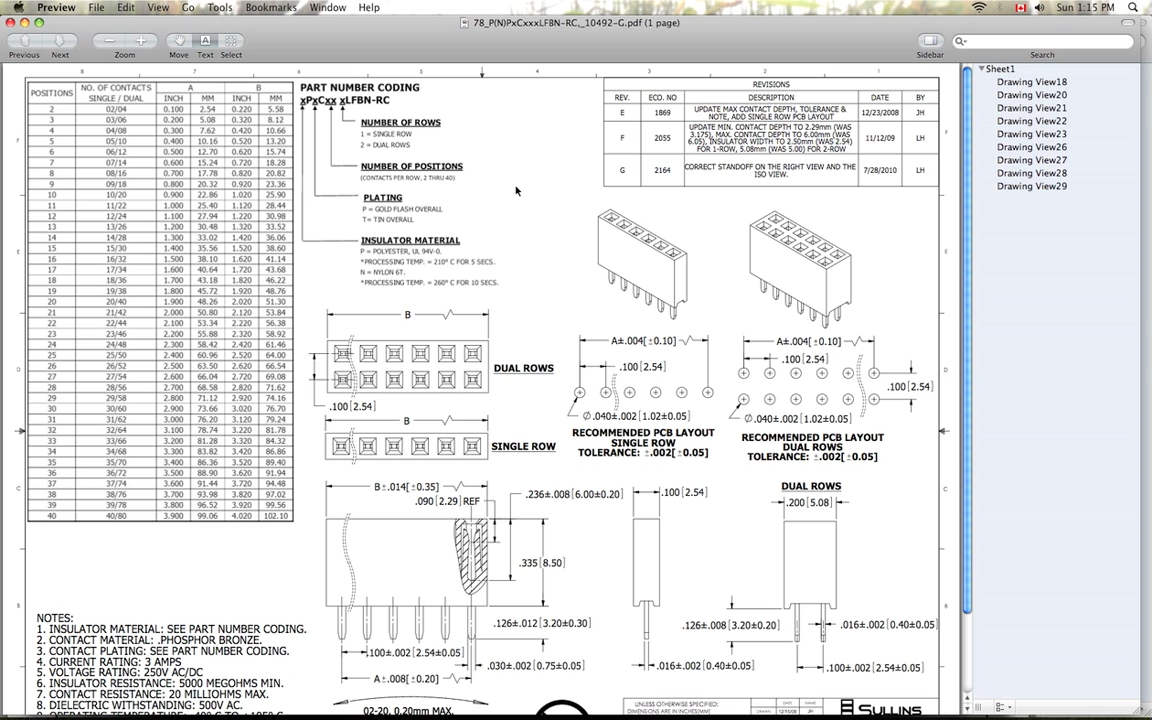 Preview File Edit View Go Tools Bookmarks Window Help
Sun 1:15 PM
78_P(N)PxCxxxLFBN-RC,_10492-G.pdf (1 page)
Previous Next Zoom Move Text Select Sidebar Search
Sheet1
Drawing View18
Drawing View20
Drawing View21
Drawing View22
Drawing View23
Drawing View26
Drawing View27
Drawing View28
Drawing View29
8 7 6 5 4 3 2 1
POSITIONS NO. OF CONTACTS SINGLE / DUAL A B
INCH MM INCH MM
2 02/04 0.100 2.54 0.220 5.58
3 03/06 0.200 5.08 0.320 8.12
4 04/08 0.300 7.62 0.420 10.66
5 05/10 0.400 10.16 0.520 13.20
6 06/12 0.500 12.70 0.620 15.74
7 07/14 0.600 15.24 0.720 18.28
8 08/16 0.700 17.78 0.820 20.82
9 09/18 0.800 20.32 0.920 23.36
10 10/20 0.900 22.86 1.020 25.90
11 11/22 1.000 25.40 1.120 28.44
12 12/24 1.100 27.94 1.220 30.98
13 13/26 1.200 30.48 1.320 33.52
14 14/28 1.300 33.02 1.420 36.06
15 15/30 1.400 35.56 1.520 38.60
16 16/32 1.500 38.10 1.620 41.14
17 17/34 1.600 40.64 1.720 43.68
18 18/36 1.700 43.18 1.820 46.22
19 19/38 1.800 45.72 1.920 48.76
20 20/40 1.900 48.26 2.020 51.30
21 21/42 2.000 50.80 2.120 53.84
22 22/44 2.100 53.34 2.220 56.38
23 23/46 2.200 55.88 2.320 58.92
24 24/48 2.300 58.42 2.420 61.46
25 25/50 2.400 60.96 2.520 64.00
26 26/52 2.500 63.50 2.620 66.54
27 27/54 2.600 66.04 2.720 69.08
28 28/56 2.700 68.58 2.820 71.62
29 29/58 2.800 71.12 2.920 74.16
30 30/60 2.900 73.66 3.020 76.70
31 31/62 3.000 76.20 3.120 79.24
32 32/64 3.100 78.74 3.220 81.78
33 33/66 3.200 81.28 3.320 84.32
34 34/68 3.300 83.82 3.420 86.86
35 35/70 3.400 86.36 3.520 89.40
36 36/72 3.500 88.90 3.620 91.94
37 37/74 3.600 91.44 3.720 94.48
38 38/76 3.700 93.98 3.820 97.02
39 39/78 3.800 96.52 3.920 99.56
40 40/80 3.900 99.06 4.020 102.10
PART NUMBER CODING
xPxCxx xLFBN-RC
NUMBER OF ROWS
1 = SINGLE ROW
2 = DUAL ROWS
NUMBER OF POSITIONS
(CONTACTS PER ROW, 2 THRU 40)
PLATING
P = GOLD FLASH OVERALL
T= TIN OVERALL
INSULATOR MATERIAL
P = POLYESTER, UL 94V-0.
*PROCESSING TEMP. = 210° C FOR 5 SECS.
N = NYLON 6T.
*PROCESSING TEMP. = 260° C FOR 10 SECS.
REVISIONS
REV. ECO. NO DESCRIPTION DATE BY
E 1869 UPDATE MAX CONTACT DEPTH, TOLERANCE & NOTE, ADD SINGLE ROW PCB LAYOUT 12/23/2008 JH
F 2055 UPDATE MIN. CONTACT DEPTH TO 2.29mm (WAS 3.175), MAX. CONTACT DEPTH TO 6.00mm (WAS 6.05), INSULATOR WIDTH TO 2.50mm (WAS 2.54) FOR 1-ROW, 5.08mm (WAS 5.00) FOR 2-ROW 11/12/09 LH
G 2164 CORRECT STANDOFF ON THE RIGHT VIEW AND THE ISO VIEW. 7/28/2010 LH
B
DUAL ROWS
.100[2.54]
B
SINGLE ROW
A±.004[±0.10]
.100[2.54]
Ø.040±.002[1.02±0.05]
RECOMMENDED PCB LAYOUT
SINGLE ROW
TOLERANCE: ±.002[±0.05]
A±.004[±0.10]
.100[2.54]
.100[2.54]
Ø.040±.002[1.02±0.05]
RECOMMENDED PCB LAYOUT
DUAL ROWS
TOLERANCE: ±.002[±0.05]
B±.014[±0.35]
.090[2.29] REF
.236±.008[6.00±0.20]
.335[8.50]
.126±.012[3.20±0.30]
.100±.002[2.54±0.05]
.030±.002[0.75±0.05]
A±.008[±0.20]
.100[2.54]
.016±.002[0.40±0.05]
DUAL ROWS
.200[5.08]
.126±.008[3.20±0.20]
.016±.002[0.40±0.05]
.100±.002[2.54±0.05]
NOTES:
1. INSULATOR MATERIAL: SEE PART NUMBER CODING.
2. CONTACT MATERIAL: .PHOSPHOR BRONZE.
3. CONTACT PLATING: SEE PART NUMBER CODING.
4. CURRENT RATING: 3 AMPS
5. VOLTAGE RATING: 250V AC/DC
6. INSULATOR RESISTANCE: 5000 MEGOHMS MIN.
7. CONTACT RESISTANCE: 20 MILLIOHMS MAX.
8. DIELECTRIC WITHSTANDING: 500V AC.
02-20, 0.20mm MAX.
UNLESS OTHERWISE SPECIFIED:
DIMENSIONS ARE IN INCHES
NAME DATE
SULLINS